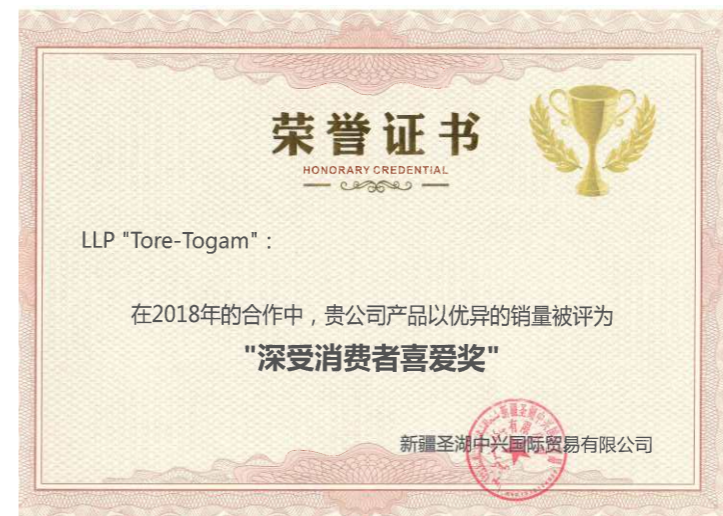 荣誉证书
HONORARY CREDENTIAL
LLP "Tore-Togam"：
在2018年的合作中，贵公司产品以优异的销量被评为
"深受消费者喜爱奖"
新疆圣湖中兴国际贸易有限公司